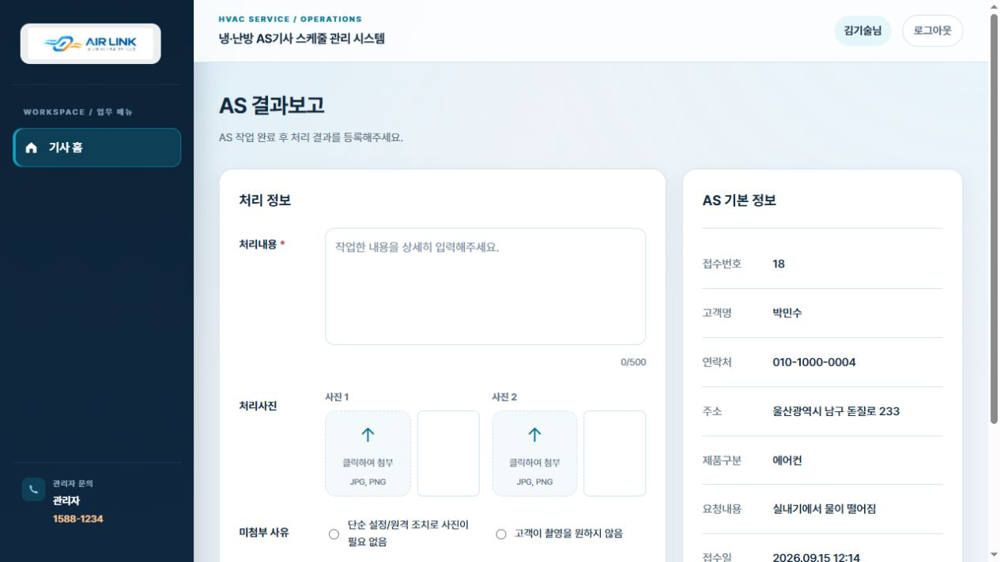 AIR LINK
HVAC SERVICE / OPERATIONS
냉·난방 AS기사 스케줄 관리 시스템
김기술님
로그아웃
WORKSPACE / 업무 메뉴
기사 홈
관리자 문의
관리자
1588-1234
AS 결과보고
AS 작업 완료 후 처리 결과를 등록해주세요.
처리 정보
처리내용 *
작업한 내용을 상세히 입력해주세요.
0/500
처리사진
사진 1
클릭하여 첨부
JPG, PNG
사진 2
클릭하여 첨부
JPG, PNG
미첨부 사유
단순 설정/원격 조치로 사진이
필요 없음
고객이 촬영을 원하지 않음
AS 기본 정보
접수번호 18
고객명 박민수
연락처 010-1000-0004
주소 울산광역시 남구 돋질로 233
제품구분 에어컨
요청내용 실내기에서 물이 떨어짐
접수일 2026.09.15 12:14